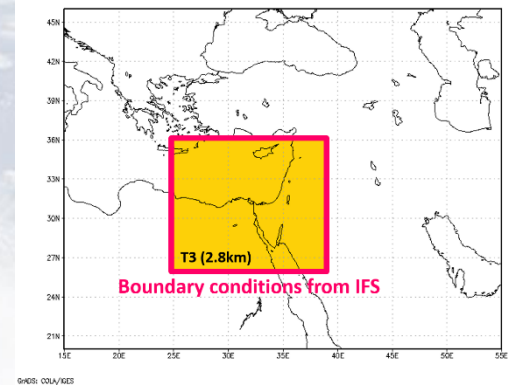 45N
42N
39N
36N
33N
30N
27N
24N
21N
T3 (2.8km)
Boundary conditions from IFS
15E 20E 25E 30E 35E 40E 45E 50E 55E
GrADS: COLA/IGES